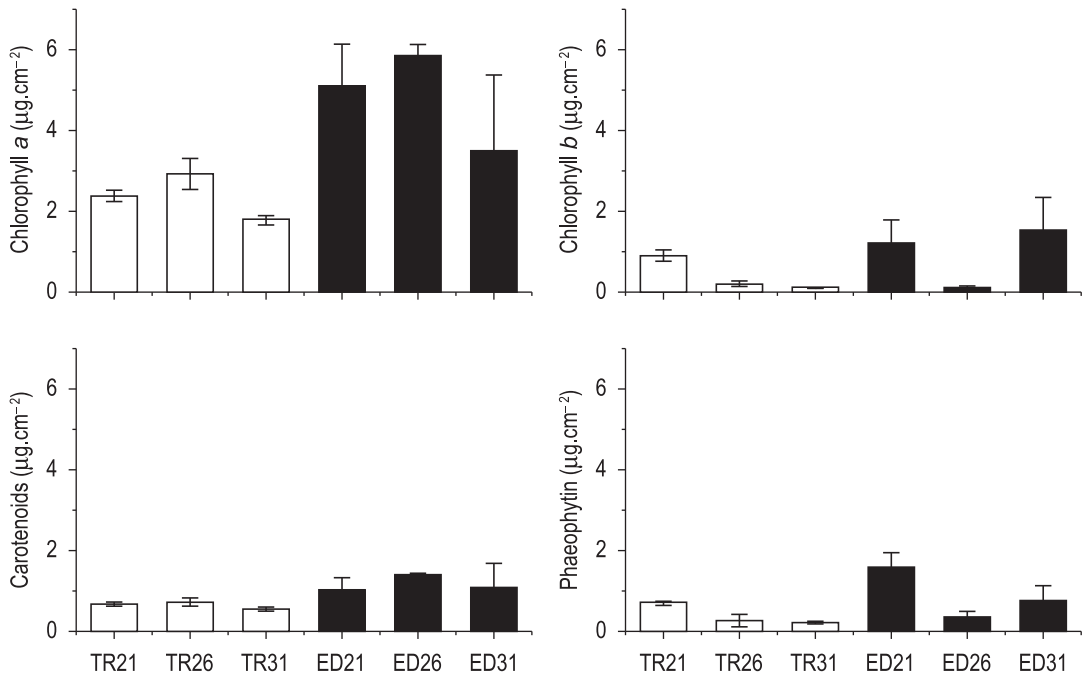 Chlorophyll a (μg.cm⁻²)
6
4
2
0
Chlorophyll b (μg.cm⁻²)
6
4
2
0
Carotenoids (μg.cm⁻²)
6
4
2
0
TR21 TR26 TR31 ED21 ED26 ED31
Phaeophytin (μg.cm⁻²)
6
4
2
0
TR21 TR26 TR31 ED21 ED26 ED31